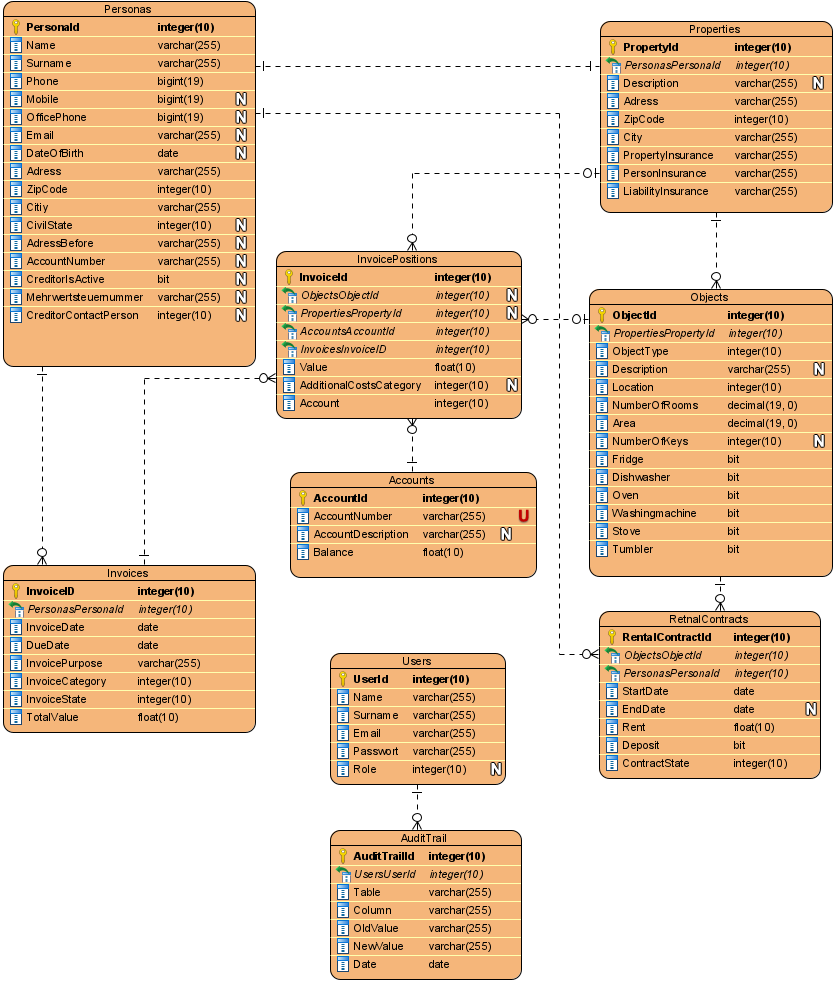 Personas
PersonaId integer(10)
Name varchar(255)
Surname varchar(255)
Phone bigint(19)
Mobile bigint(19) N
OfficePhone bigint(19) N
Email varchar(255) N
DateOfBirth date N
Adress varchar(255)
ZipCode integer(10)
Citiy varchar(255)
CivilState integer(10) N
AdressBefore varchar(255) N
AccountNumber varchar(255) N
CreditorIsActive bit N
Mehrwertsteuernummer varchar(255) N
CreditorContactPerson integer(10) N
Properties
PropertyId integer(10)
PersonasPersonaId integer(10)
Description varchar(255) N
Adress varchar(255)
ZipCode integer(10)
City varchar(255)
PropertyInsurance varchar(255)
PersonInsurance varchar(255)
LiabilityInsurance varchar(255)
InvoicePositions
InvoiceId integer(10)
ObjectsObjectId integer(10) N
PropertiesPropertyId integer(10) N
AccountsAccountId integer(10)
InvoicesInvoiceID integer(10)
Value float(10)
AdditionalCostsCategory integer(10) N
Account integer(10)
Objects
ObjectId integer(10)
PropertiesPropertyId integer(10)
ObjectType integer(10)
Description varchar(255) N
Location integer(10)
NumberOfRooms decimal(19, 0)
Area decimal(19, 0)
NumberOfKeys integer(10) N
Fridge bit
Dishwasher bit
Oven bit
Washingmachine bit
Stove bit
Tumbler bit
Accounts
AccountId integer(10)
AccountNumber varchar(255) U
AccountDescription varchar(255) N
Balance float(10)
Invoices
InvoiceID integer(10)
PersonasPersonaId integer(10)
InvoiceDate date
DueDate date
InvoicePurpose varchar(255)
InvoiceCategory integer(10)
InvoiceState integer(10)
TotalValue float(10)
RetnalContracts
RentalContractId integer(10)
ObjectsObjectId integer(10)
PersonasPersonaId integer(10)
StartDate date
EndDate date N
Rent float(10)
Deposit bit
ContractState integer(10)
Users
UserId integer(10)
Name varchar(255)
Surname varchar(255)
Email varchar(255)
Passwort varchar(255)
Role integer(10) N
AuditTrail
AuditTrailId integer(10)
UsersUserId integer(10)
Table varchar(255)
Column varchar(255)
OldValue varchar(255)
NewValue varchar(255)
Date date